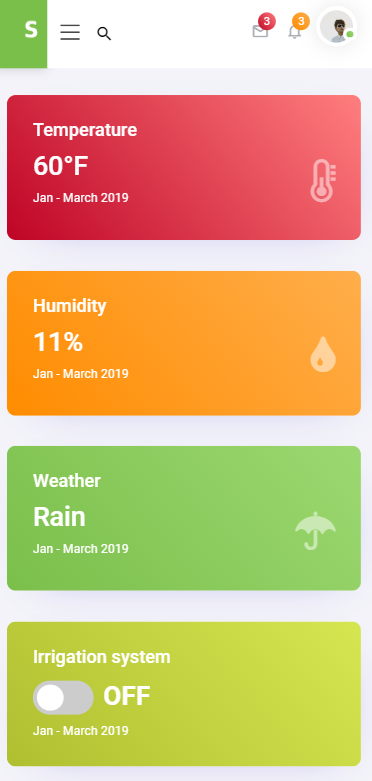 S
3
3
Temperature
60°F
Jan - March 2019
Humidity
11%
Jan - March 2019
Weather
Rain
Jan - March 2019
Irrigation system
OFF
Jan - March 2019